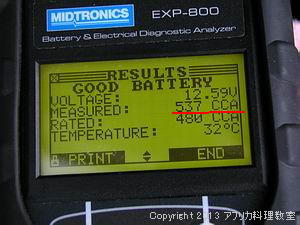 MIDTRONICS EXP-800
Battery & Electrical Diagnostic Analyzer
RESULTS
GOOD BATTERY
VOLTAGE: 12.59V
MEASURED: 537 CCA
RATED: 480 CCA
TEMPERATURE: 32°C
PRINT END
Copyright 2013 アフリカ料理教室